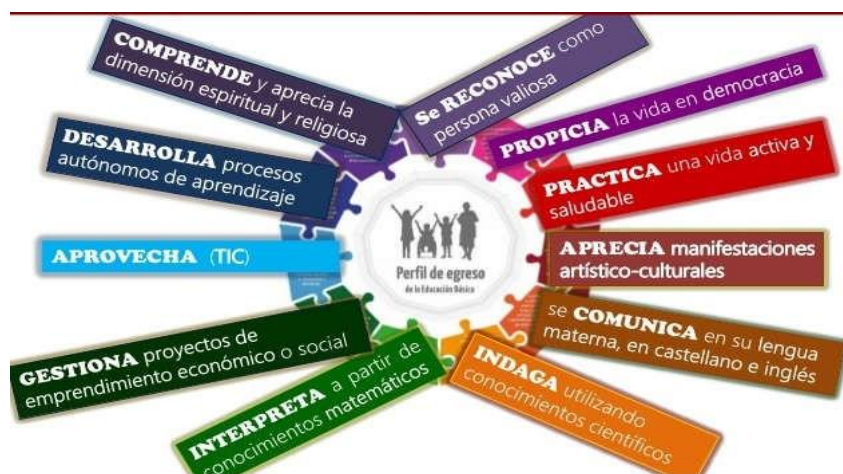 COMPRENDE y aprecia la
dimensión espiritual y religiosa
Se RECONOCE como
persona valiosa
PROPICIA la vida en democracia
PRACTICA una vida activa y
saludable
APRECIA manifestaciones
artístico-culturales
se COMUNICA en su lengua
materna, en castellano e inglés
INDAGA utilizando
conocimientos científicos
INTERPRETA a partir de
conocimientos matemáticos
GESTIONA proyectos de
emprendimiento económico o social
APROVECHA (TIC)
DESARROLLA procesos
autónomos de aprendizaje
Perfil de egreso
de la Educación Básica